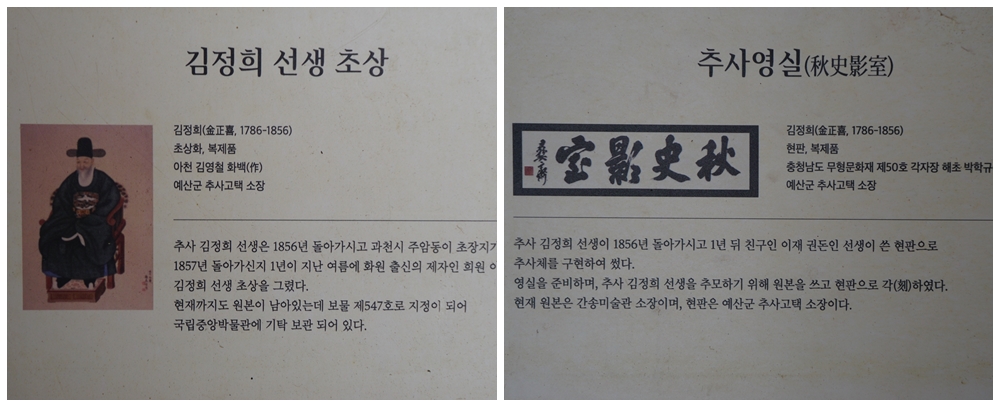 김정희 선생 초상
김정희(金正喜, 1786-1856)
초상화, 복제품
아천 김영철 화백(作)
예산군 추사고택 소장
추사 김정희 선생은 1856년 돌아가시고 과천시 주암동이 초장지가
1857년 돌아가신지 1년이 지난 여름에 화원 출신의 제자인 희원
김정희 선생 초상을 그렸다.
현재까지도 원본이 남아있는데 보물 제547호로 지정이 되어
국립중앙박물관에 기탁 보관 되어 있다.
추사영실(秋史影室)
室影史秋
김정희(金正喜, 1786-1856)
현판, 복제품
충청남도 무형문화재 제50호 각자장 해초 박학규
예산군 추사고택 소장
추사 김정희 선생이 1856년 돌아가시고 1년 뒤 친구인 이재 권돈인 선생이 쓴 현판으로
추사체를 구현하여 썼다.
영실을 준비하며, 추사 김정희 선생을 추모하기 위해 원본을 쓰고 현판으로 각(刻)하였다.
현재 원본은 간송미술관 소장이며, 현판은 예산군 추사고택 소장이다.